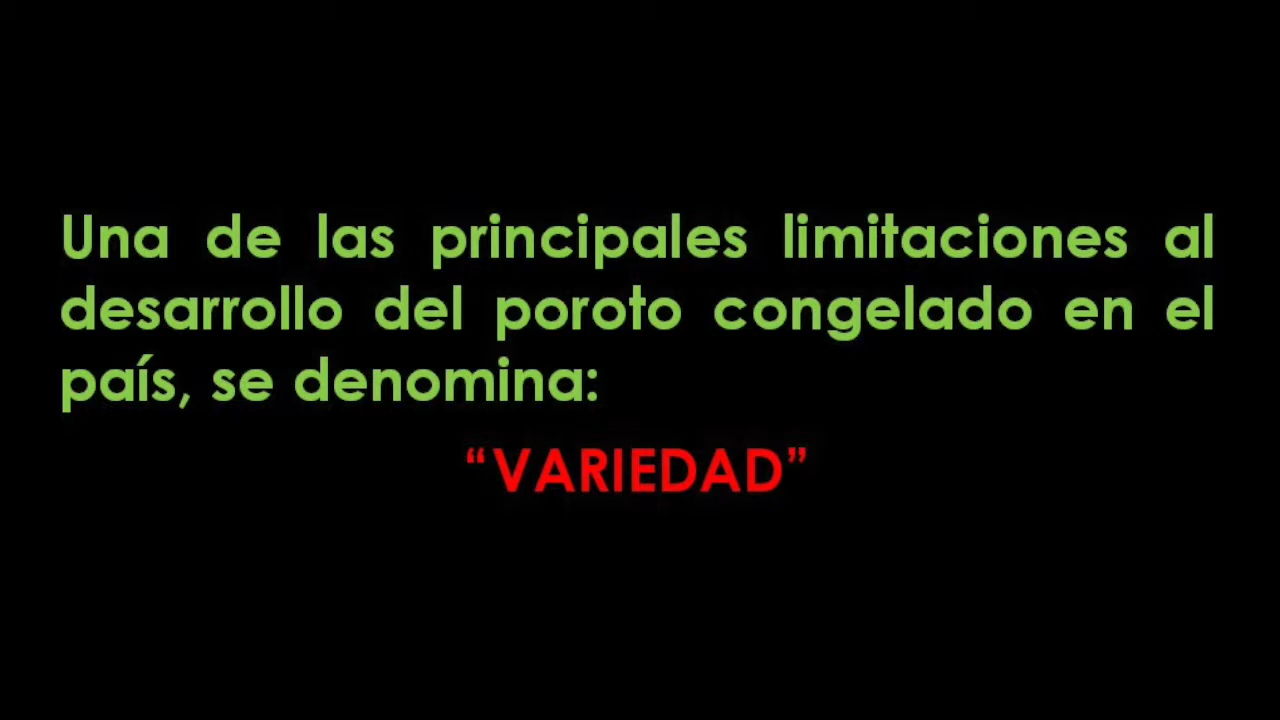 Una de las principales limitaciones al
desarrollo del poroto congelado en el
país, se denomina:
“VARIEDAD”